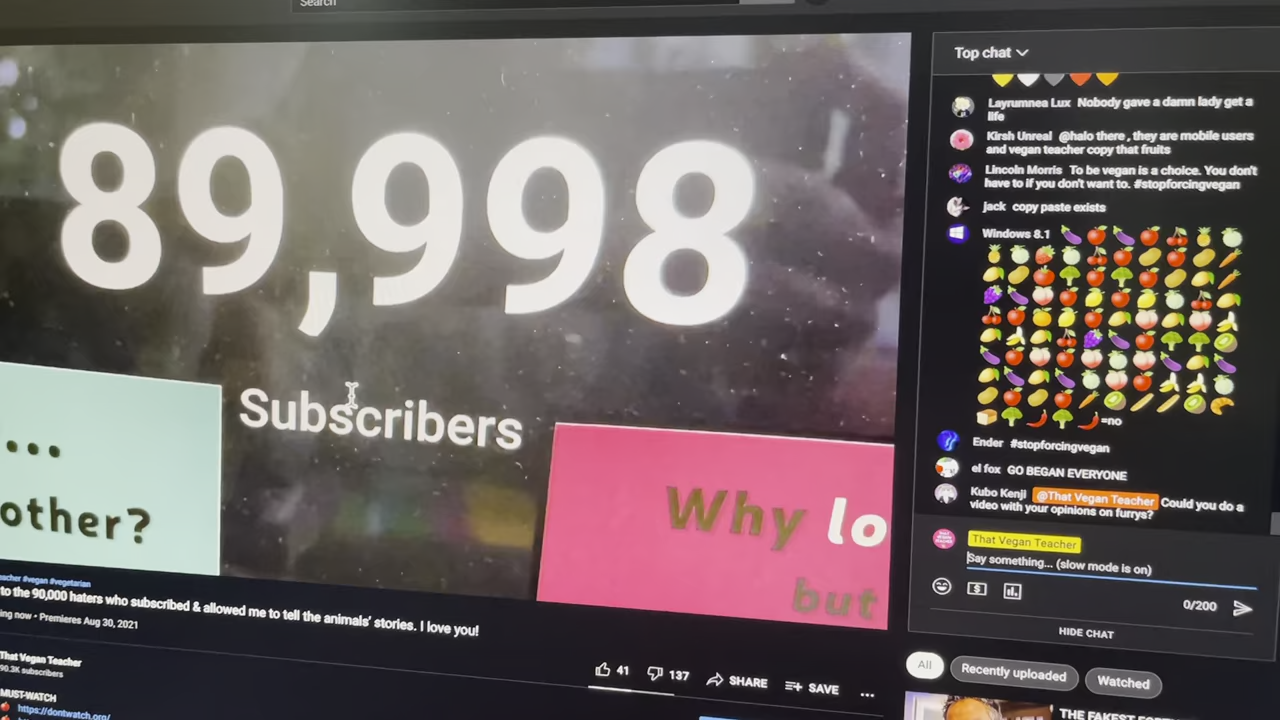 Search
89,998
Subscribers
...
other?
Why lo
but
#vegan #vegetarian
to the 90,000 haters who subscribed & allowed me to tell the animals' stories. I love you!
ing now • Premieres Aug 30, 2021
That Vegan Teacher
90.3K subscribers
MUST-WATCH
https://dontwatch.org/
41
137
SHARE
SAVE
...
Top chat
Layrumnea Lux Nobody gave a damn lady get a
life
Kirsh Unreal @halo there , they are mobile users
and vegan teacher copy that fruits
Lincoln Morris To be vegan is a choice. You don't
have to if you don't want to. #stopforcingvegan
jack copy paste exists
Windows 8.1
=no
Ender #stopforcingvegan
el fox GO BEGAN EVERYONE
Kubo Kenji @That Vegan Teacher Could you do a
video with your opinions on furrys?
That Vegan Teacher
Say something... (slow mode is on)
0/200
HIDE CHAT
All
Recently uploaded
Watched
THE FAKEST